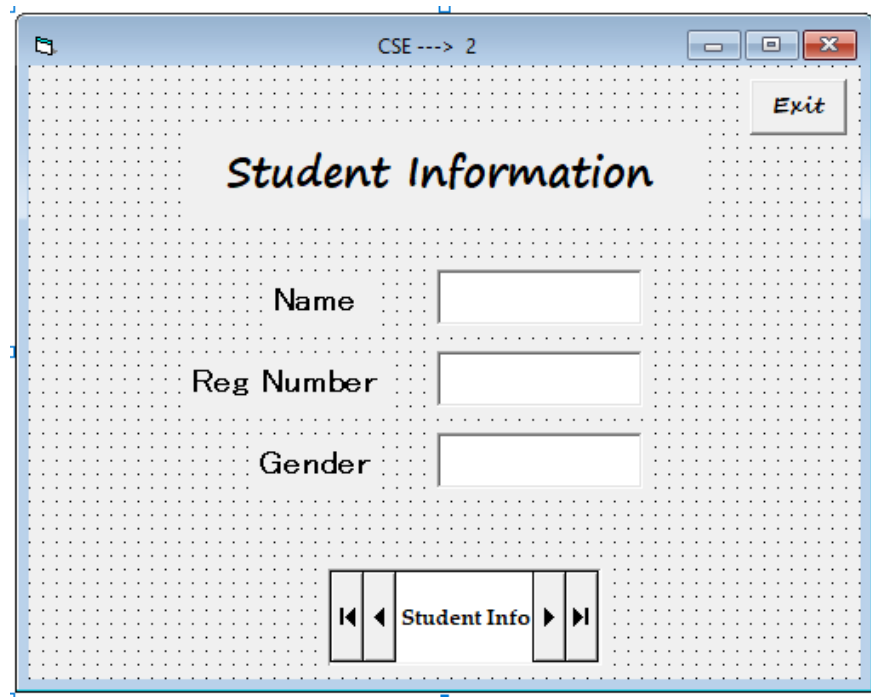 CSE ---> 2
Exit
Student Information
Name
Reg Number
Gender
Student Info